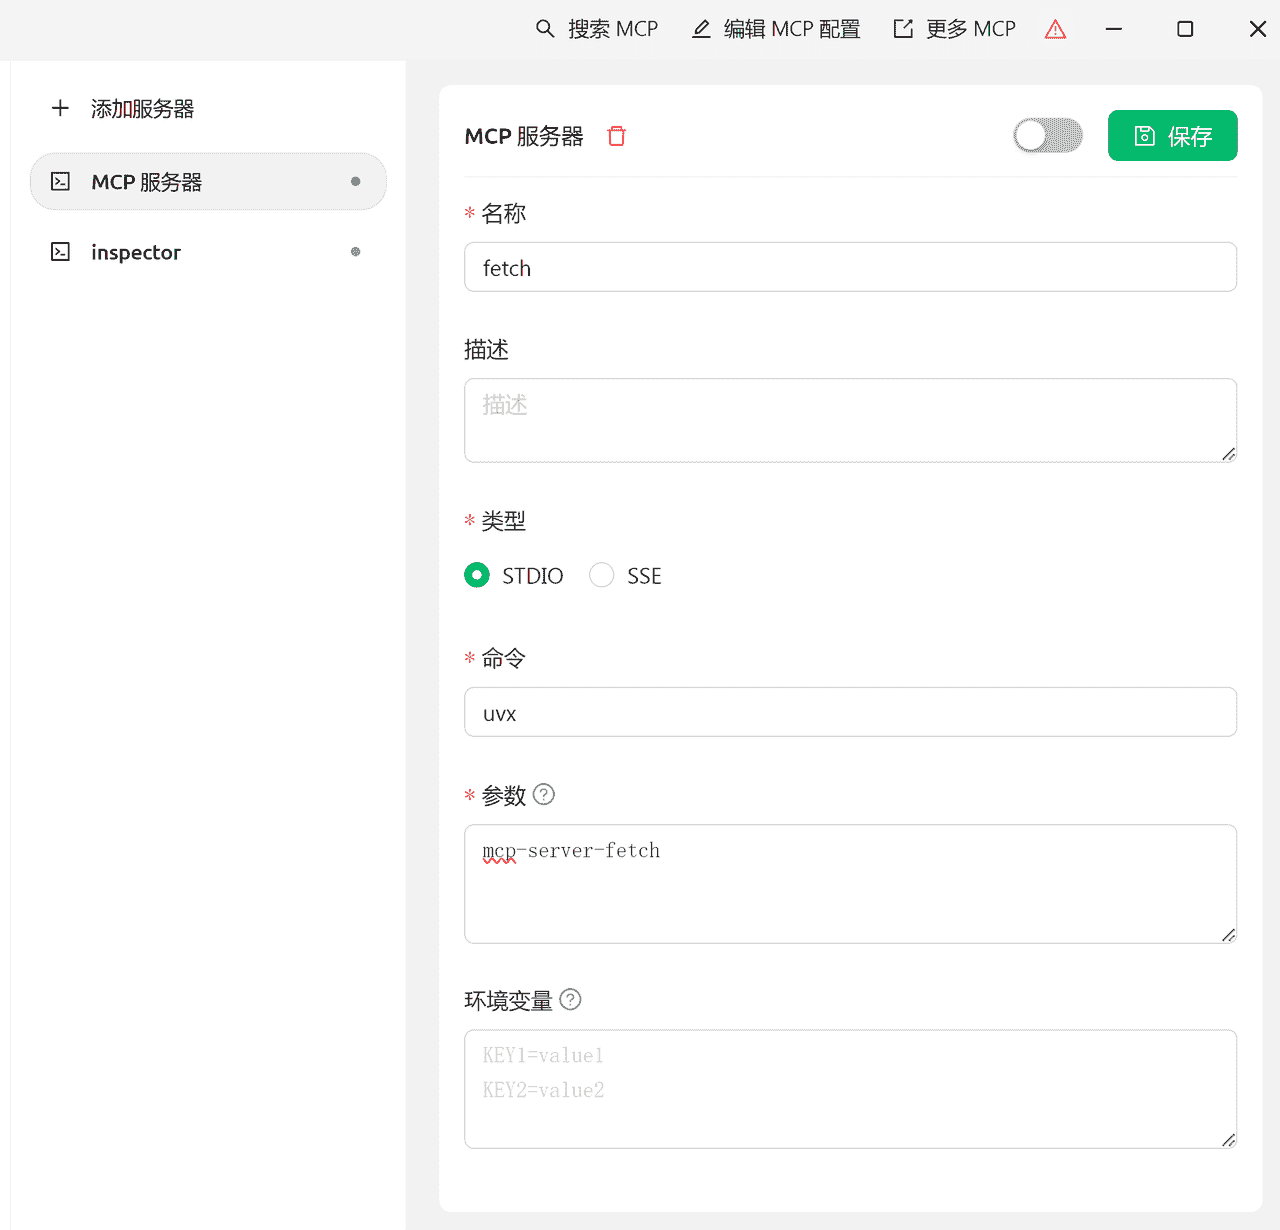 搜索 MCP
编辑 MCP 配置
更多 MCP
添加服务器
MCP 服务器
inspector
MCP 服务器
保存
* 名称
fetch
描述
描述
* 类型
STDIO
SSE
* 命令
uvx
* 参数
mcp-server-fetch
环境变量
KEY1=value1
KEY2=value2